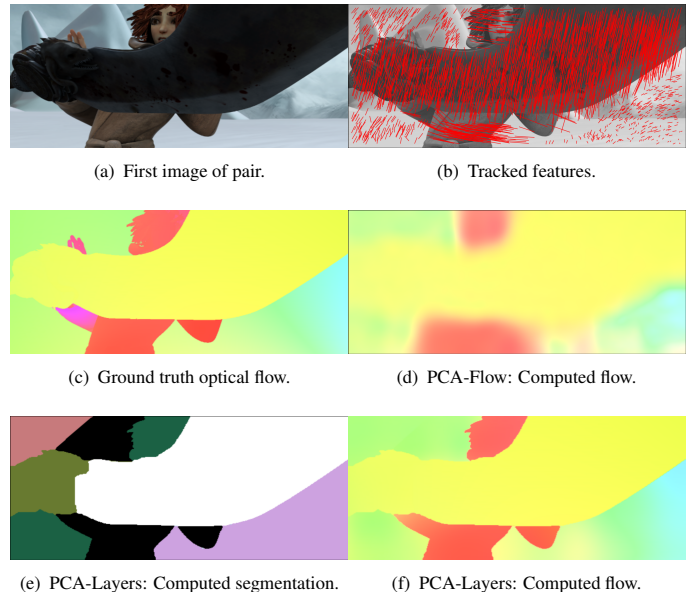 (a) First image of pair.
(b) Tracked features.
(c) Ground truth optical flow.
(d) PCA-Flow: Computed flow.
(e) PCA-Layers: Computed segmentation.
(f) PCA-Layers: Computed flow.